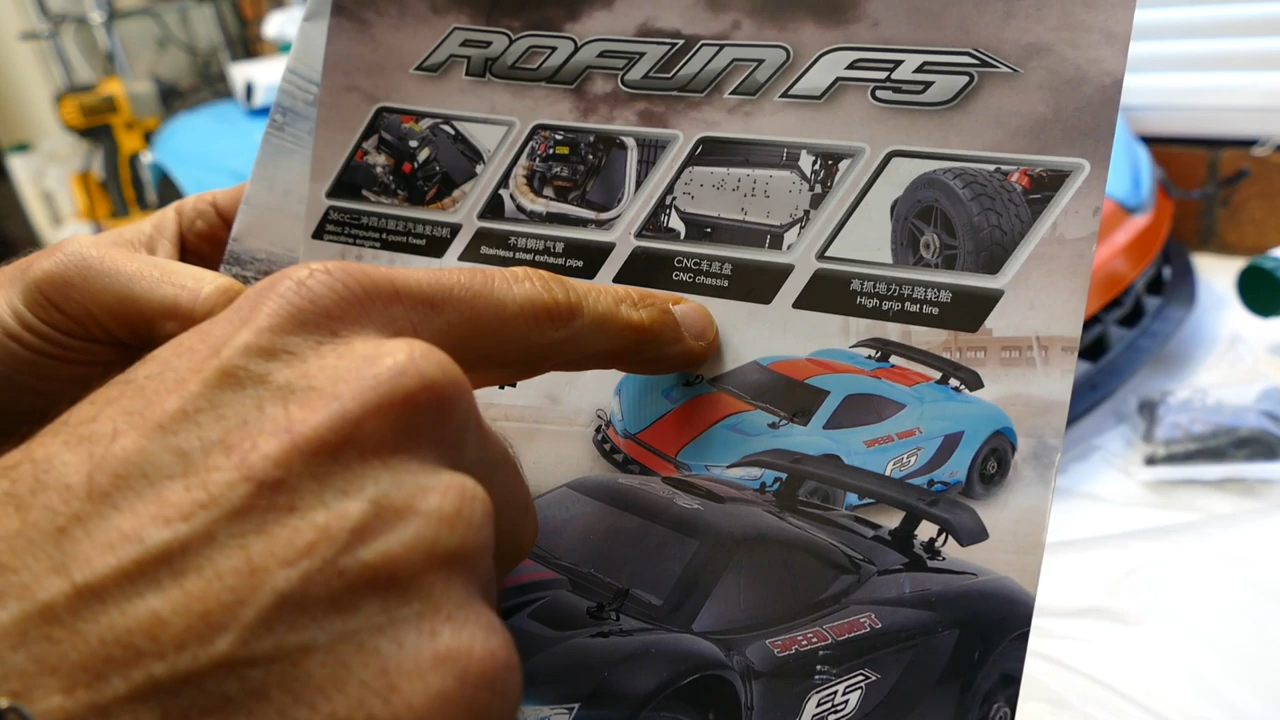 ROFUN F5
36cc二冲四点固定汽油发动机
36cc 2-impulse 4-point fixed
gasoline engine
不锈钢排气管
Stainless steel exhaust pipe
CNC车底盘
CNC chassis
高抓地力平路轮胎
High grip flat tire
SPEED DRIFT
F5
SPEED DRIFT
F5